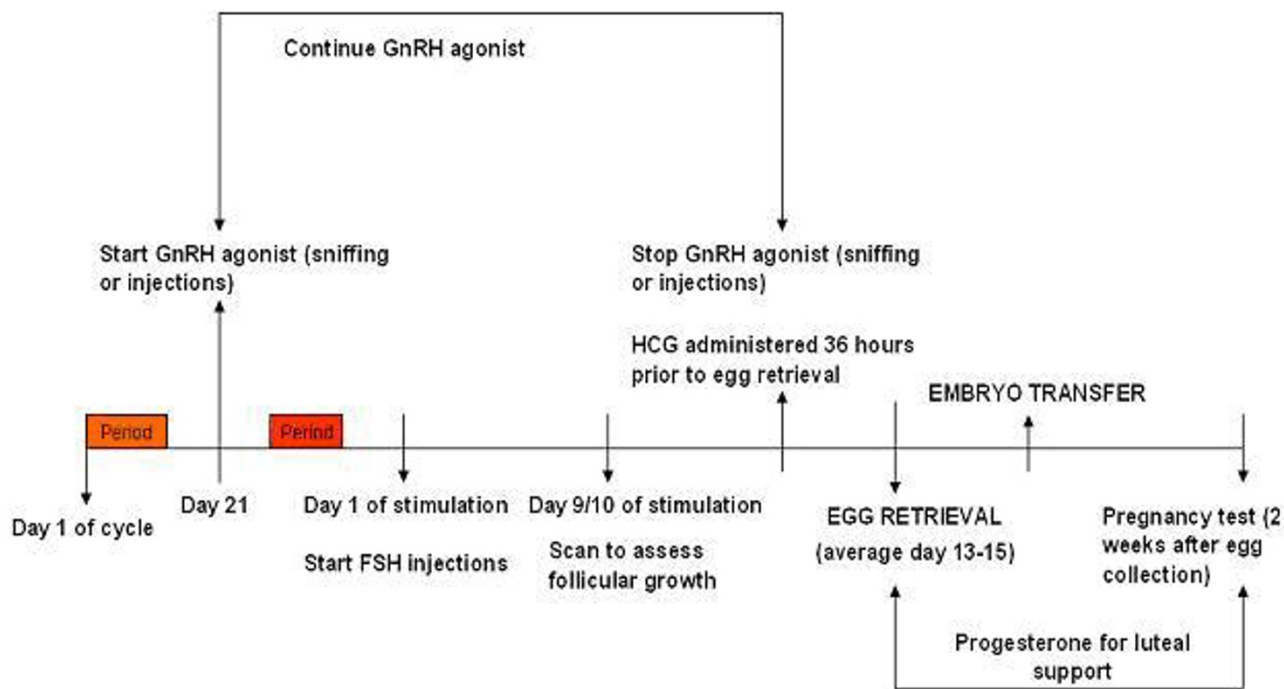 Continue GnRH agonist
Start GnRH agonist (sniffing
or injections)
Stop GnRH agonist (sniffing
or injections)
HCG administered 36 hours
prior to egg retrieval
EMBRYO TRANSFER
Period
Period
Day 1 of cycle
Day 21
Day 1 of stimulation
Start FSH injections
Day 9/10 of stimulation
Scan to assess
follicular growth
EGG RETRIEVAL
(average day 13-15)
Pregnancy test (2
weeks after egg
collection)
Progesterone for luteal
support